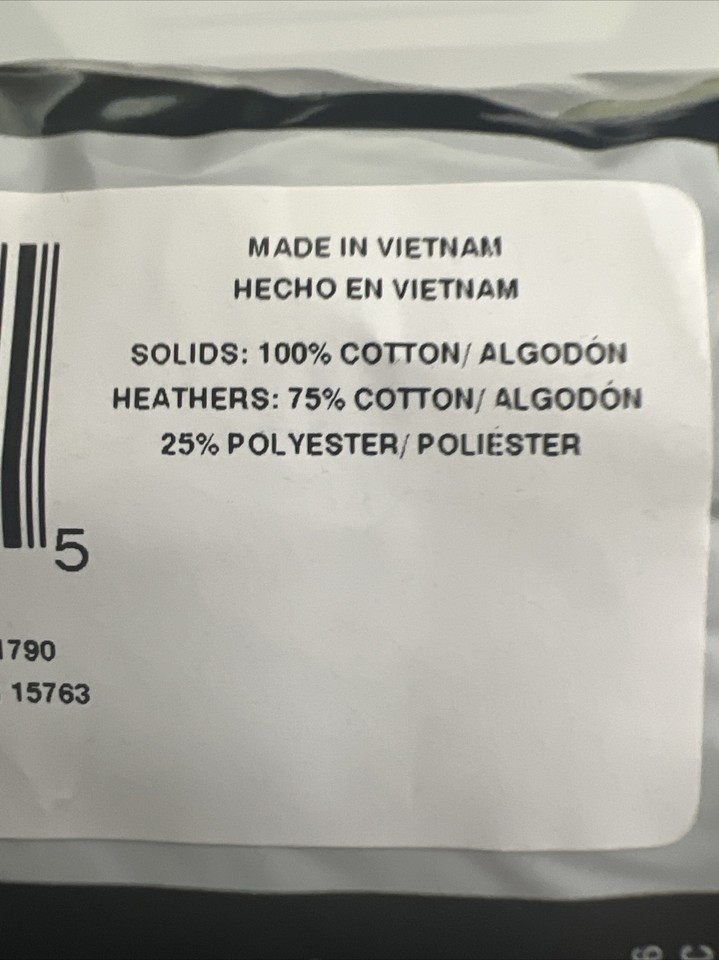 MADE IN VIETNAM
HECHO EN VIETNAM
SOLIDS: 100% COTTON/ ALGODÓN
HEATHERS: 75% COTTON/ ALGODÓN
25% POLYESTER/ POLIÉSTER
5
1790
15763